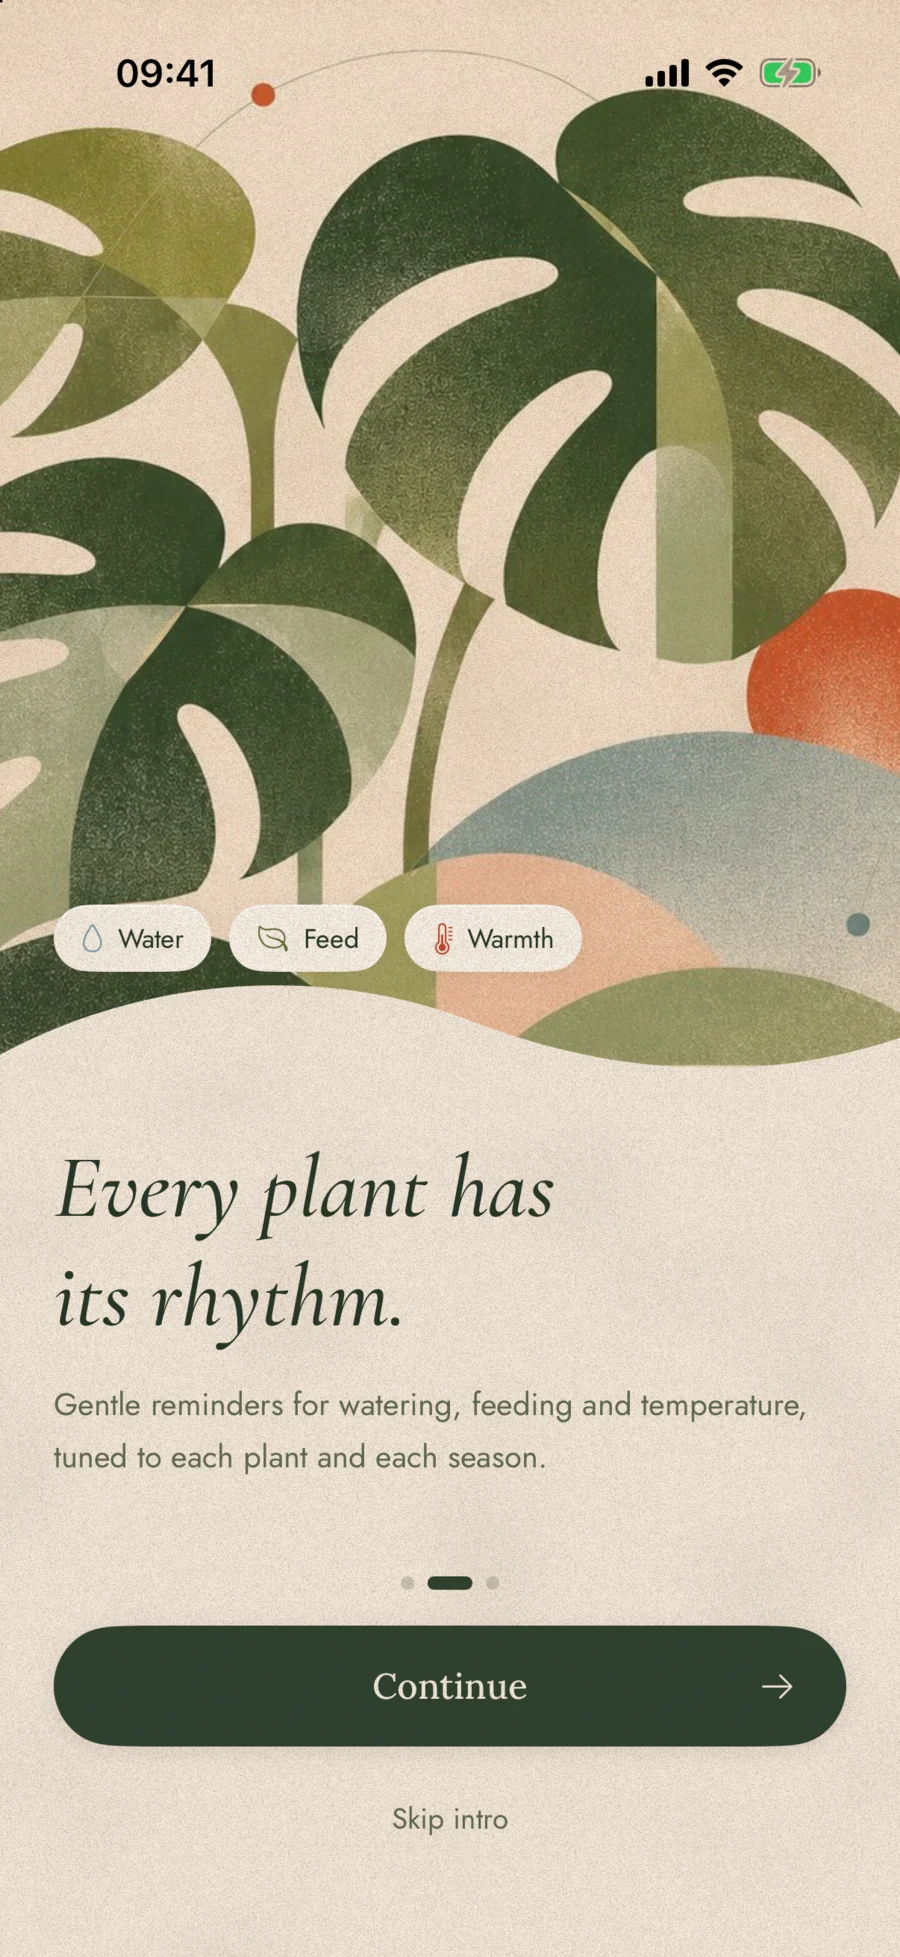 09:41
Water
Feed
Warmth
Every plant has
its rhythm.
Gentle reminders for watering, feeding and temperature,
tuned to each plant and each season.
Continue
Skip intro